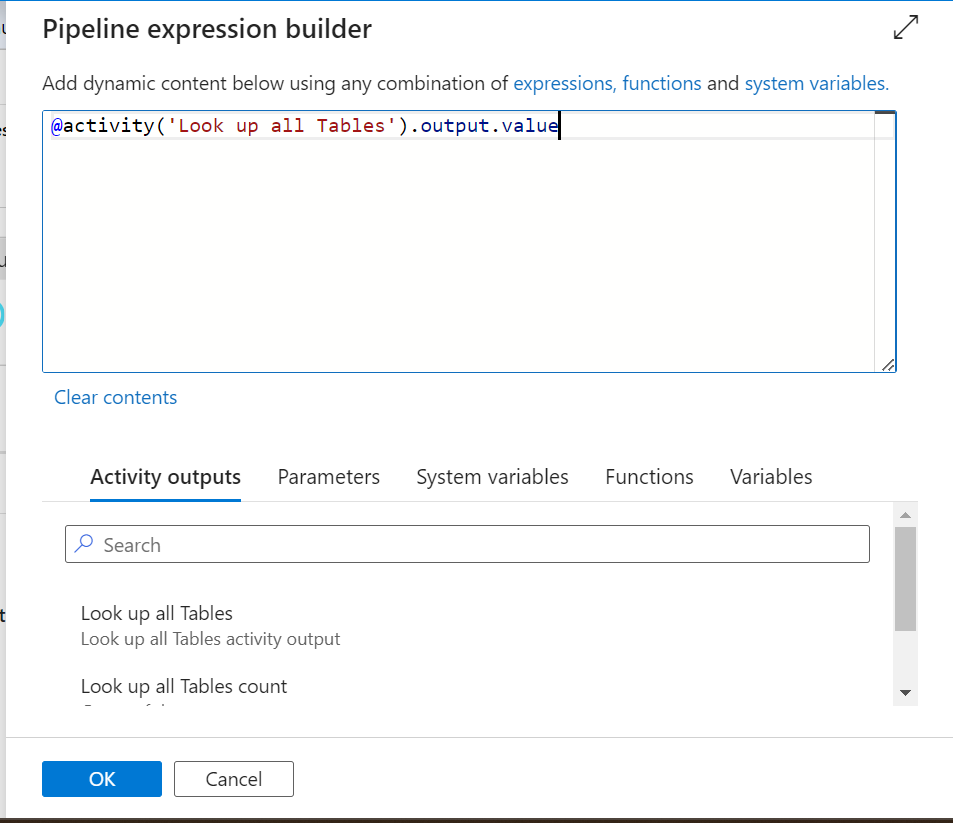 Pipeline expression builder
Add dynamic content below using any combination of expressions, functions and system variables.
@activity('Look up all Tables').output.value
Clear contents
Activity outputs Parameters System variables Functions Variables
Search
Look up all Tables
Look up all Tables activity output
Look up all Tables count
OK Cancel